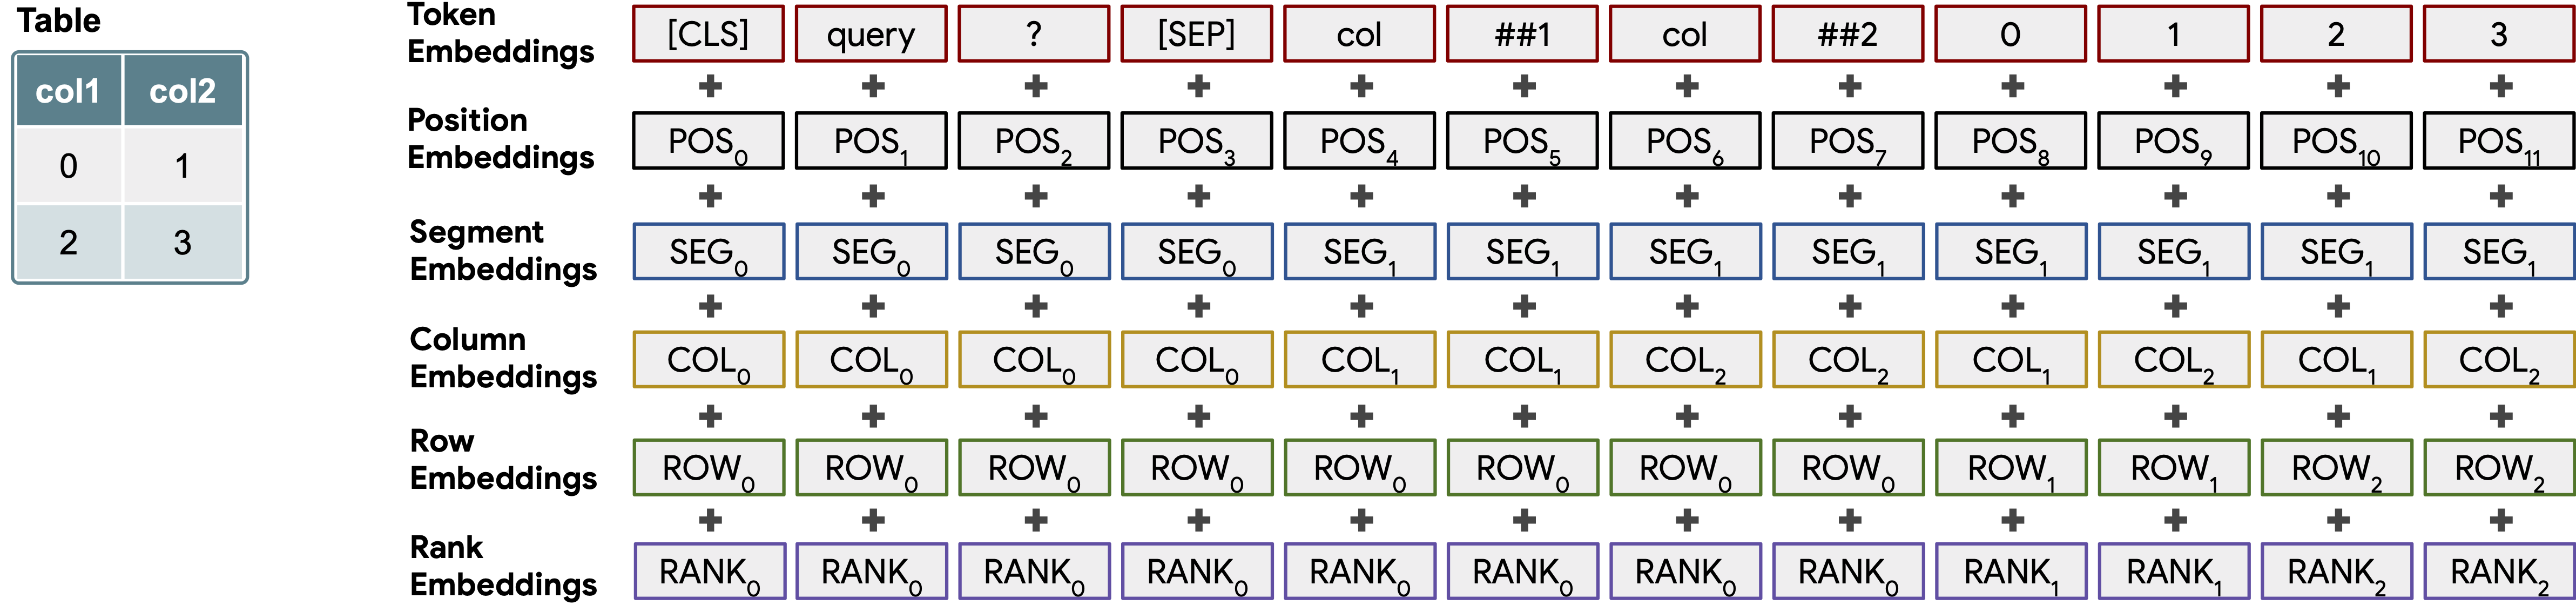 Table
col1 col2
0 1
2 3
Token
Embeddings
[CLS] query ? [SEP] col ##1 col ##2 0 1 2 3
+ + + + + + + + + + + +
Position
Embeddings
POS0 POS1 POS2 POS3 POS4 POS5 POS6 POS7 POS8 POS9 POS10 POS11
+ + + + + + + + + + + +
Segment
Embeddings
SEG0 SEG0 SEG0 SEG0 SEG1 SEG1 SEG1 SEG1 SEG1 SEG1 SEG1 SEG1
+ + + + + + + + + + + +
Column
Embeddings
COL0 COL0 COL0 COL0 COL1 COL1 COL2 COL2 COL1 COL2 COL1 COL2
+ + + + + + + + + + + +
Row
Embeddings
ROW0 ROW0 ROW0 ROW0 ROW0 ROW0 ROW0 ROW0 ROW1 ROW1 ROW2 ROW2
+ + + + + + + + + + + +
Rank
Embeddings
RANK0 RANK0 RANK0 RANK0 RANK0 RANK0 RANK0 RANK0 RANK1 RANK1 RANK2 RANK2